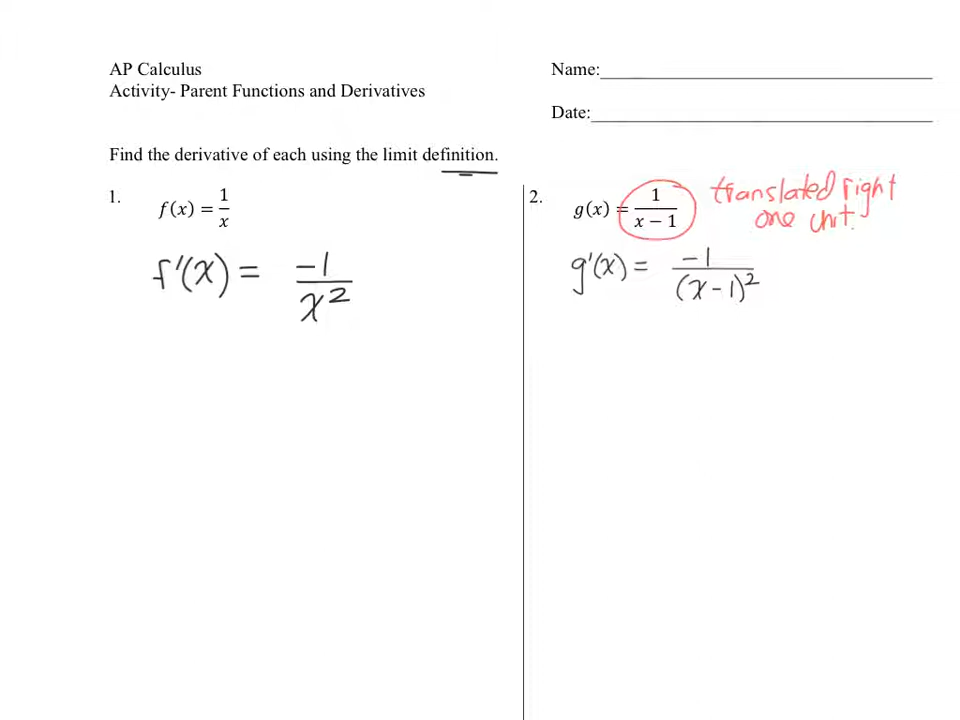 AP Calculus
Name:
Activity- Parent Functions and Derivatives
Date:
Find the derivative of each using the limit definition.
1. f(x) = 1/x
f'(x) = -1/x²
2. g(x) = 1/(x − 1)
translated right
one unit.
g'(x) = -1/(x-1)²